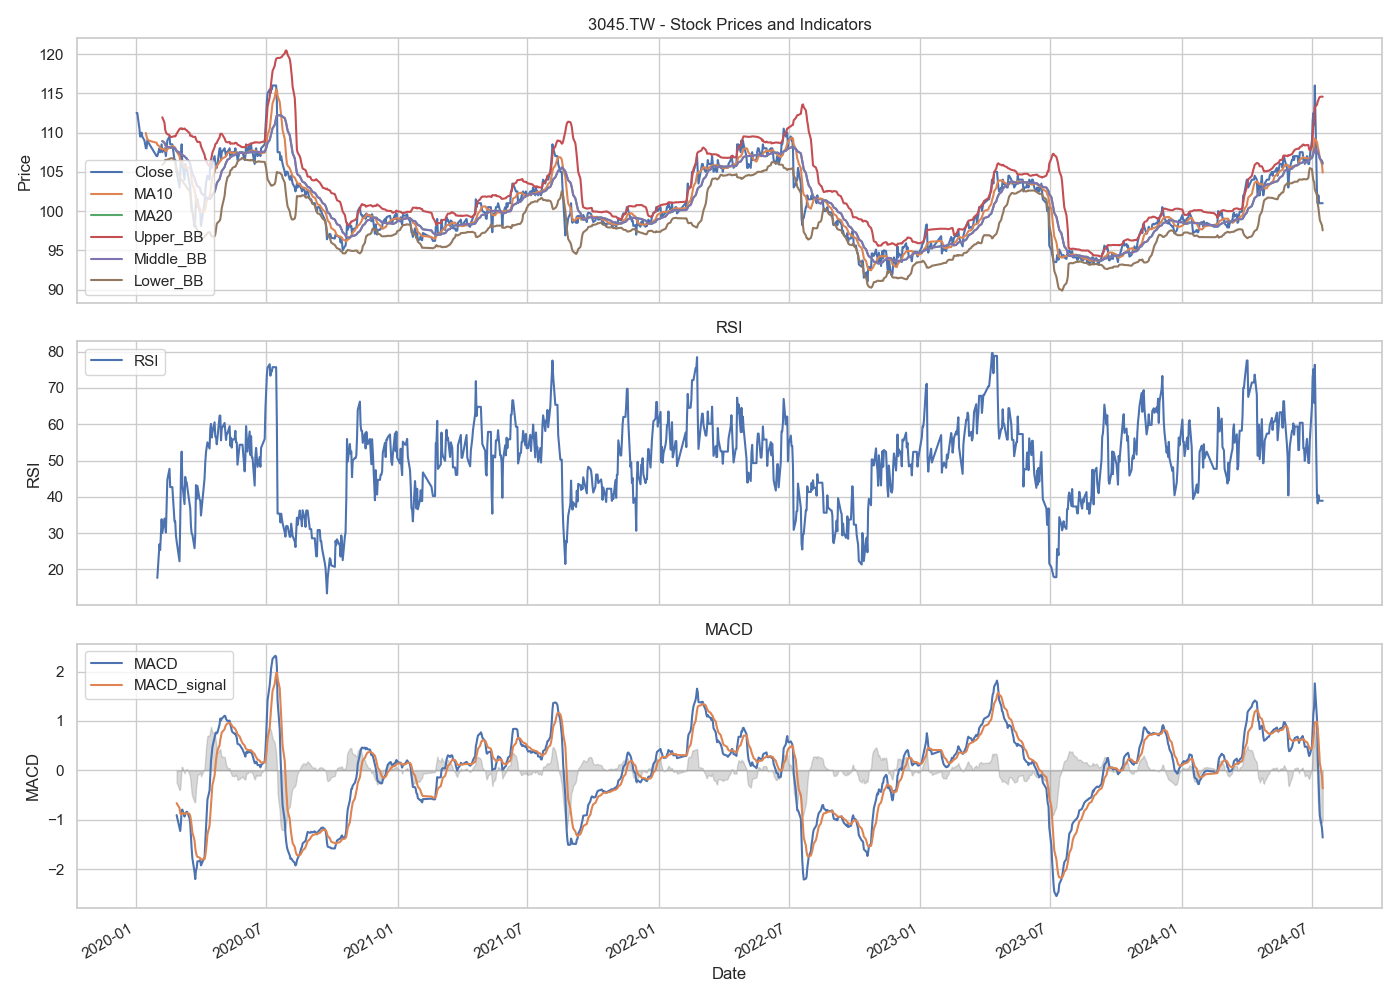 3045.TW - Stock Prices and Indicators
120
115
110
105
100
95
90
Price
Close
MA10
MA20
Upper_BB
Middle_BB
Lower_BB
RSI
80
70
60
50
40
30
20
RSI
RSI
MACD
2
1
0
−1
−2
MACD
MACD
MACD_signal
2020-01
2020-07
2021-01
2021-07
2022-01
2022-07
2023-01
2023-07
2024-01
2024-07
Date